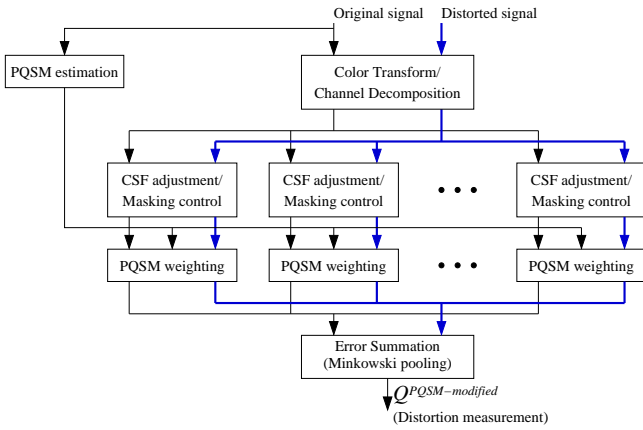 Original signal Distorted signal
PQSM estimation
Color Transform/
Channel Decomposition
CSF adjustment/
Masking control
CSF adjustment/
Masking control
CSF adjustment/
Masking control
PQSM weighting
PQSM weighting
PQSM weighting
Error Summation
(Minkowski pooling)
Q^PQSM−modified
(Distortion measurement)